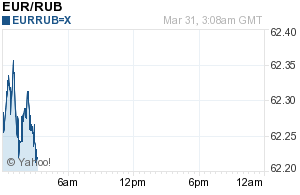 EUR/RUB
EURRUB=X
Mar 31, 3:08am GMT
62.40
62.35
62.30
62.25
62.20
© Yahoo!
6am
12pm
6pm
12am